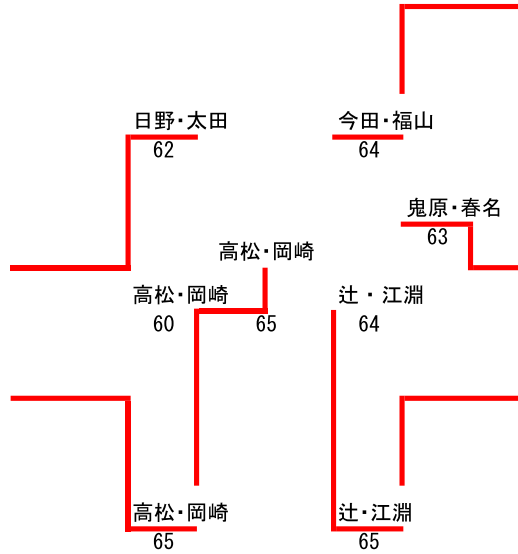 日野・太田
62
今田・福山
64
鬼原・春名
63
高松・岡崎
高松・岡崎
60
65
辻・江淵
64
高松・岡崎
65
辻・江淵
65